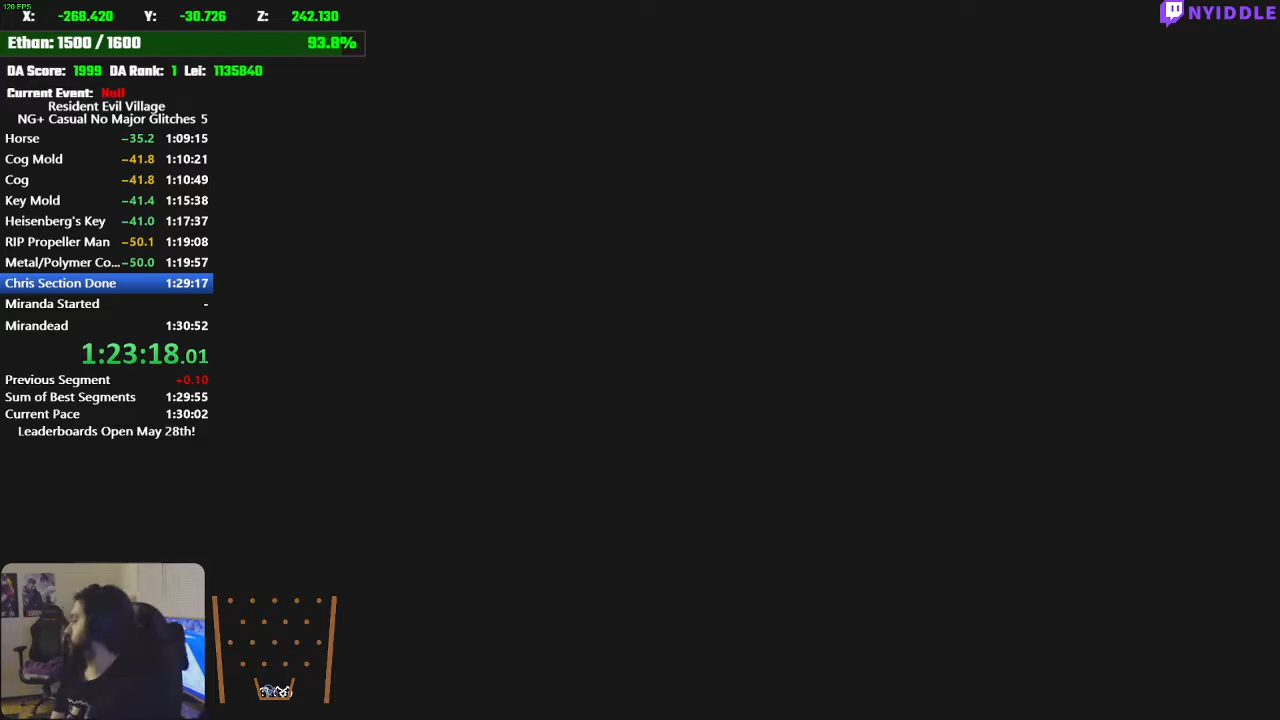 120 FPS
X: -268.420 Y: -30.726 Z: 242.130
NYIDDLE
Ethan: 1500 / 1600 93.8%
DA Score: 1999 DA Rank: 1 Lei: 1135840
Current Event: Null
Resident Evil Village
NG+ Casual No Major Glitches 5
Horse -35.2 1:09:15
Cog Mold -41.8 1:10:21
Cog -41.8 1:10:49
Key Mold -41.4 1:15:38
Heisenberg's Key -41.0 1:17:37
RIP Propeller Man -50.1 1:19:08
Metal/Polymer Co... -50.0 1:19:57
Chris Section Done 1:29:17
Miranda Started -
Mirandead 1:30:52
1:23:18.01
Previous Segment +0.10
Sum of Best Segments 1:29:55
Current Pace 1:30:02
Leaderboards Open May 28th!